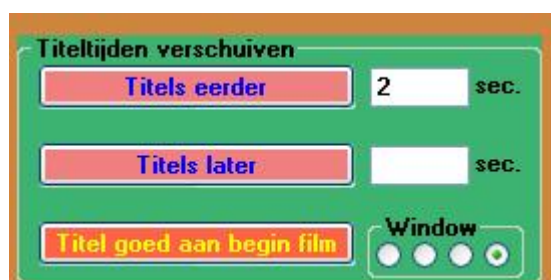 Titeltijden verschuiven
Titels eerder 2 sec.
Titels later sec.
Window
Titel goed aan begin film